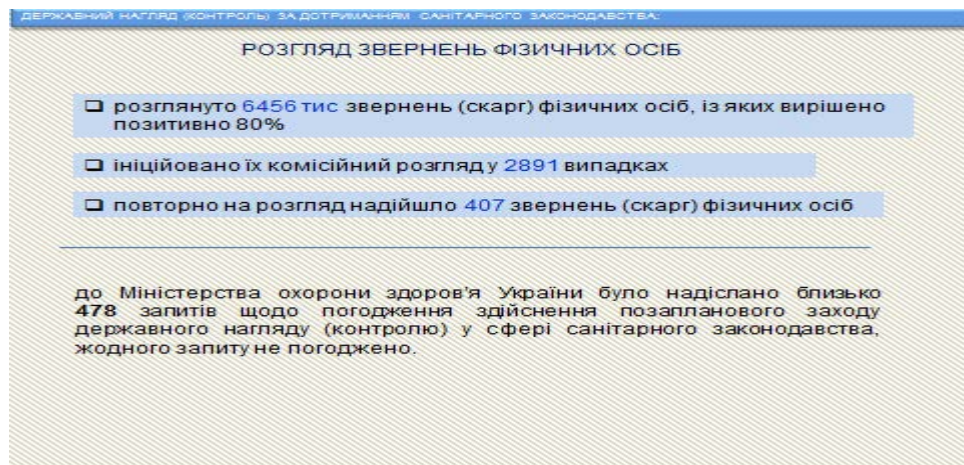 ДЕРЖАВНИЙ НАГЛЯД (КОНТРОЛЬ) ЗА ДОТРИМАННЯМ САНІТАРНОГО ЗАКОНОДАВСТВА:
РОЗГЛЯД ЗВЕРНЕНЬ ФІЗИЧНИХ ОСІБ
розглянуто 6456 тис звернень (скарг) фізичних осіб, із яких вирішено
позитивно 80%
ініційовано їх комісійний розгляд у 2891 випадках
повторно на розгляд надійшло 407 звернень (скарг) фізичних осіб
до Міністерства охорони здоров'я України було надіслано близько
478 запитів щодо погодження здійснення позапланового заходу
державного нагляду (контролю) у сфері санітарного законодавства,
жодного запиту не погоджено.